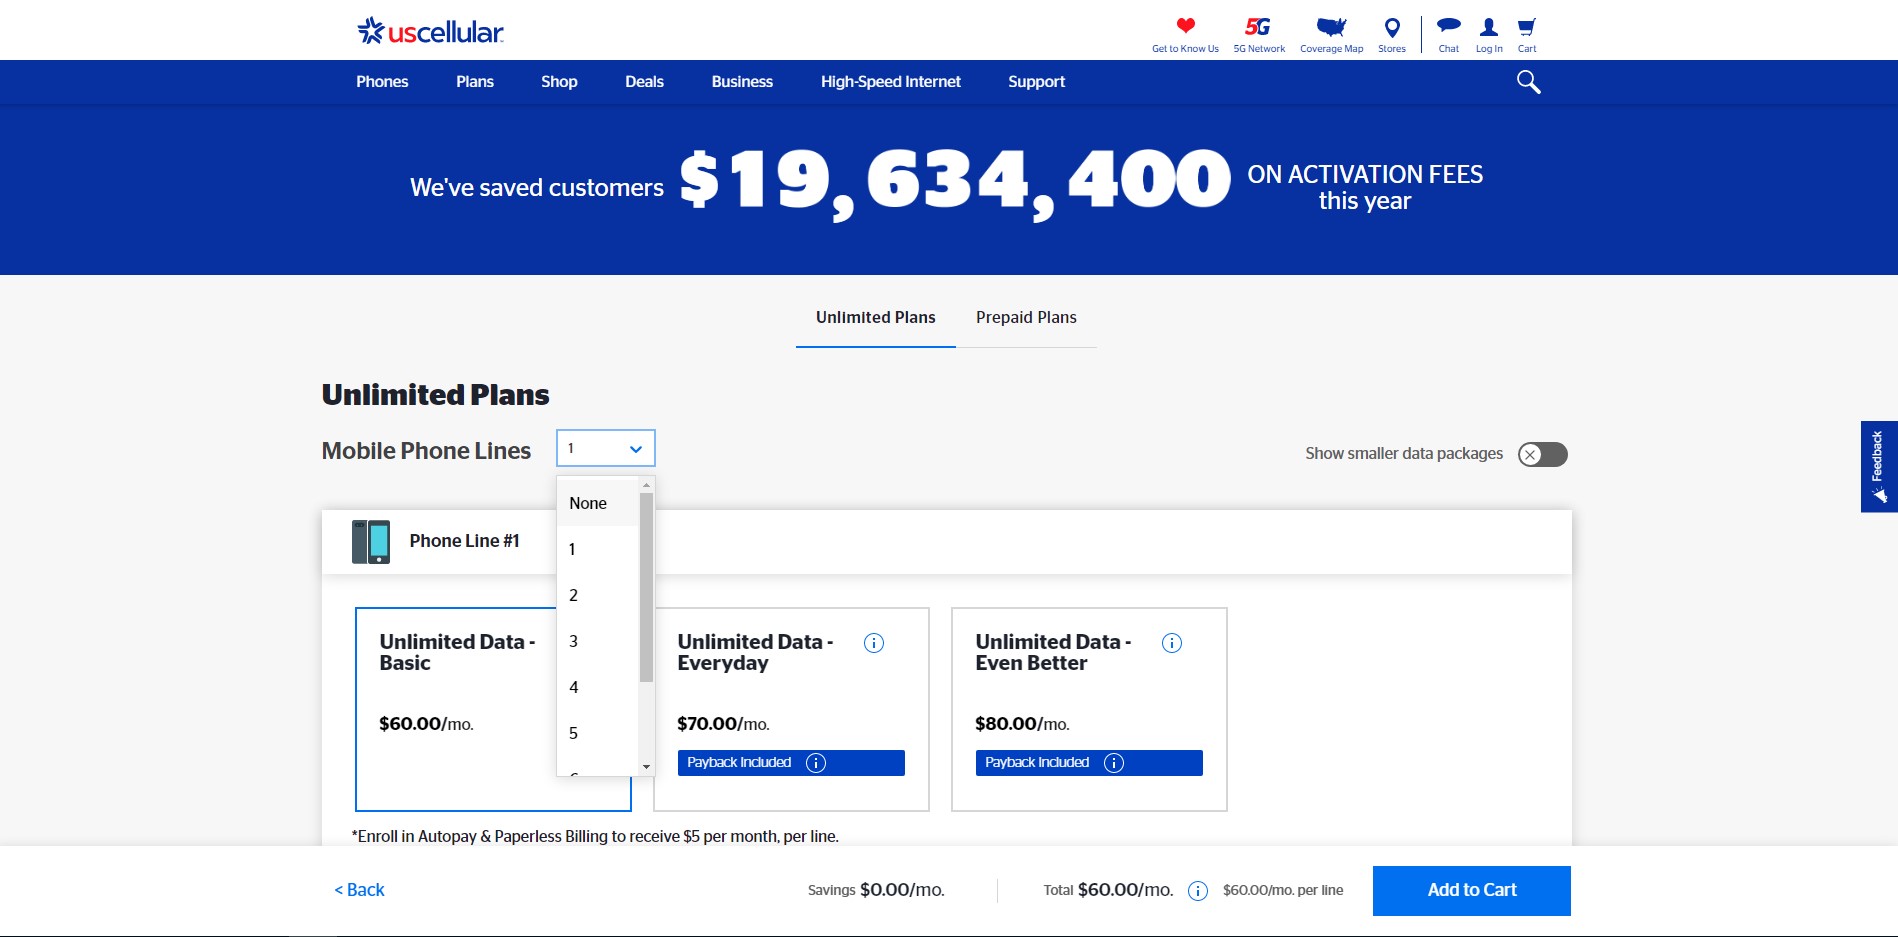 uscellular
Get to Know Us
5G
5G Network
Coverage Map
Stores
Chat
Log In
Cart
Phones
Plans
Shop
Deals
Business
High-Speed Internet
Support
We've saved customers
$19,634,400
ON ACTIVATION FEES
this year
Unlimited Plans
Prepaid Plans
Unlimited Plans
Mobile Phone Lines
1
Show smaller data packages
Feedback
None
1
2
3
4
5
Phone Line #1
Unlimited Data -
Basic
$60.00/mo.
Unlimited Data -
Everyday
$70.00/mo.
Payback Included
Unlimited Data -
Even Better
$80.00/mo.
Payback Included
*Enroll in Autopay & Paperless Billing to receive $5 per month, per line.
< Back
Savings $0.00/mo.
Total $60.00/mo.
$60.00/mo. per line
Add to Cart